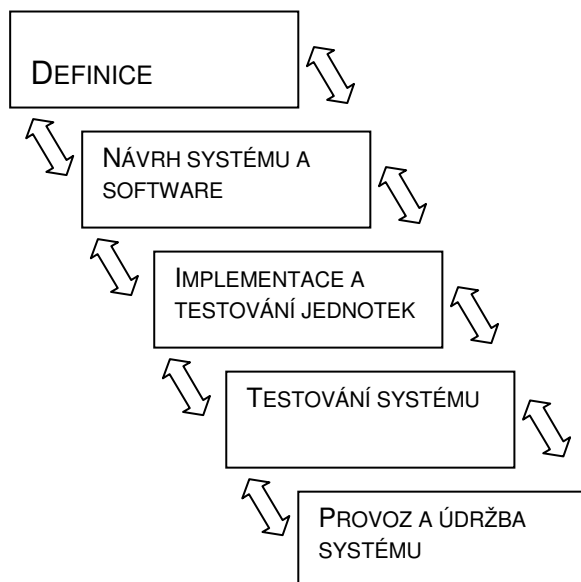 DEFINICE
NÁVRH SYSTÉMU A
SOFTWARE
IMPLEMENTACE A
TESTOVÁNÍ JEDNOTEK
TESTOVÁNÍ SYSTÉMU
PROVOZ A ÚDRŽBA
SYSTÉMU